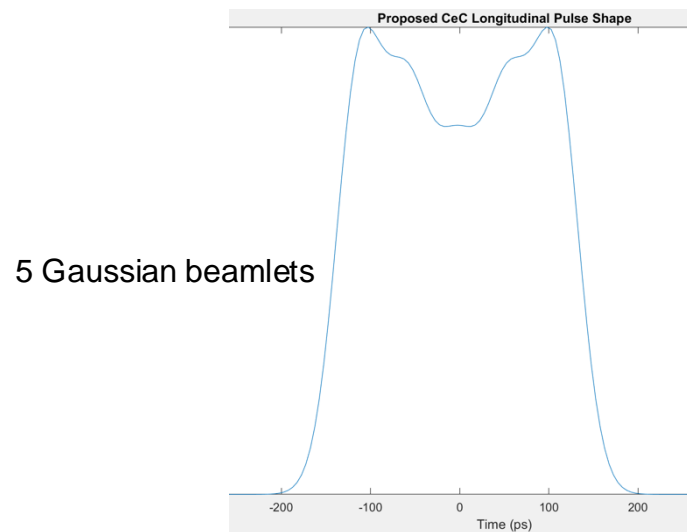 Proposed CeC Longitudinal Pulse Shape
5 Gaussian beamlets
-200 -100 0 100 200
Time (ps)